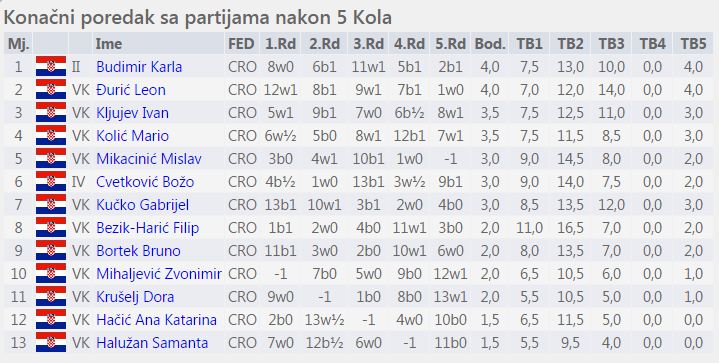 Konačni poredak sa partijama nakon 5 Kola
Mj. Ime FED 1.Rd 2.Rd 3.Rd 4.Rd 5.Rd Bod. TB1 TB2 TB3 TB4 TB5
1 II Budimir Karla CRO 8w0 6b1 11w1 5b1 2b1 4,0 7,5 13,0 10,0 0,0 4,0
2 VK Đurić Leon CRO 12w1 8b1 9w1 7b1 1w0 4,0 7,0 12,0 14,0 0,0 4,0
3 VK Kljujev Ivan CRO 5w1 9b1 7w0 6b½ 8w1 3,5 7,5 12,5 11,0 0,0 3,0
4 VK Kolić Mario CRO 6w½ 5b0 8w1 12b1 7w1 3,5 7,5 11,5 8,5 0,0 3,0
5 VK Mikacinić Mislav CRO 3b0 4w1 10b1 1w0 -1 3,0 9,0 14,5 8,0 0,0 2,0
6 IV Cvetković Božo CRO 4b½ 1w0 13b1 3w½ 9b1 3,0 9,0 14,0 7,5 0,0 2,0
7 VK Kučko Gabrijel CRO 13b1 10w1 3b1 2w0 4b0 3,0 8,5 13,5 12,0 0,0 3,0
8 VK Bezik-Harić Filip CRO 1b1 2w0 4b0 11w1 3b0 2,0 11,0 16,5 7,0 0,0 2,0
9 VK Bortek Bruno CRO 11b1 3w0 2b0 10w1 6w0 2,0 8,0 13,5 7,0 0,0 2,0
10 VK Mihaljević Zvonimir CRO -1 7b0 5w0 9b0 12w1 2,0 6,5 10,5 6,0 0,0 1,0
11 VK Krušelj Dora CRO 9w0 -1 1b0 8b0 13w1 2,0 5,5 10,5 5,0 0,0 1,0
12 VK Hačić Ana Katarina CRO 2b0 13w½ -1 4w0 10b0 1,5 6,5 11,5 5,0 0,0 0,0
13 VK Halužan Samanta CRO 7w0 12b½ 6w0 -1 11b0 1,5 5,5 9,5 4,0 0,0 0,0